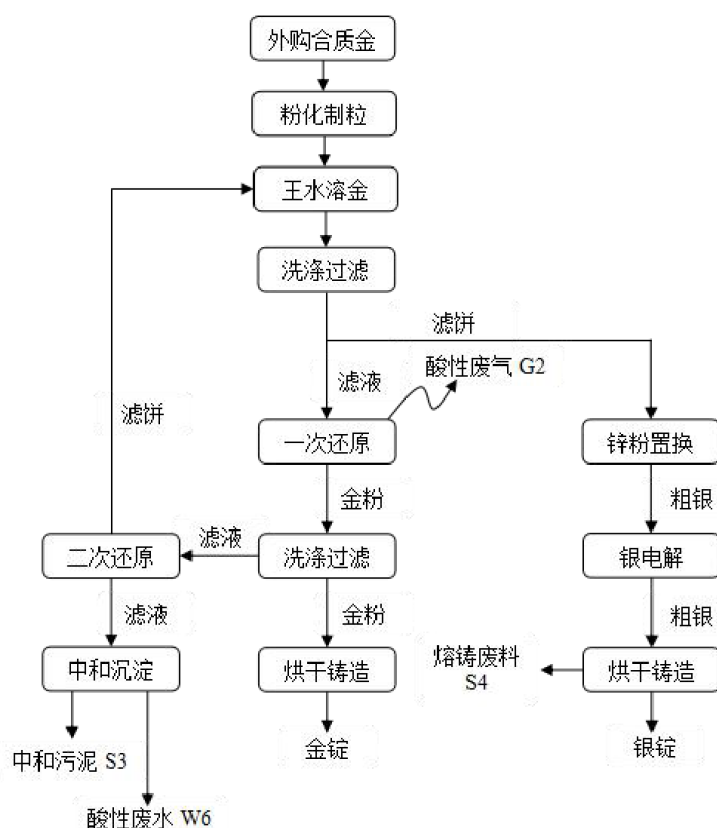 外购合质金
粉化制粒
王水溶金
洗涤过滤
滤饼
酸性废气 G2
滤液
滤饼
一次还原
锌粉置换
金粉
粗银
滤液
二次还原
洗涤过滤
银电解
滤液
金粉
粗银
熔铸废料
S4
中和沉淀
烘干铸造
烘干铸造
中和污泥 S3
金锭
银锭
酸性废水 W6